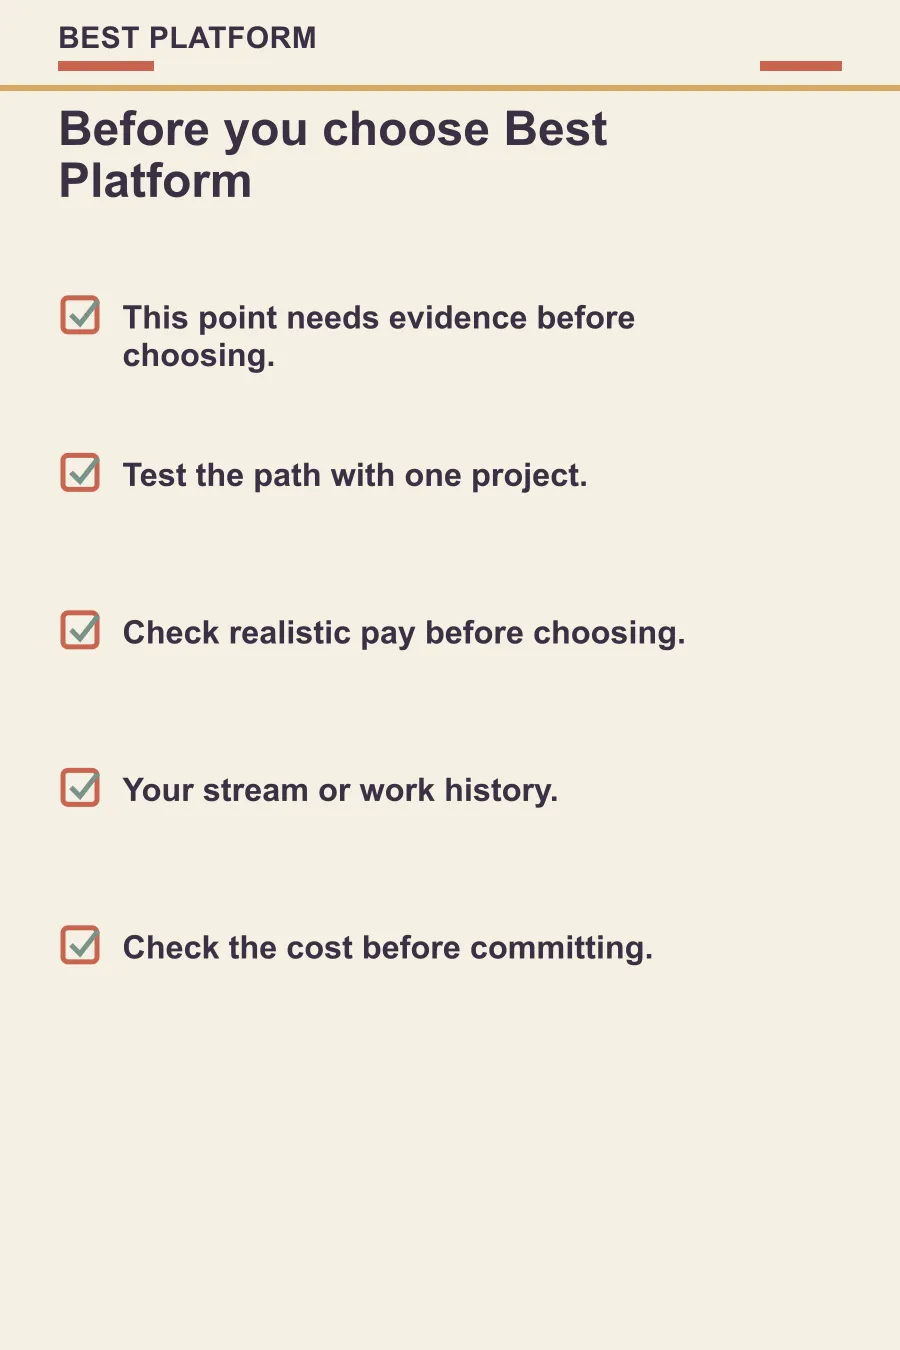 BEST PLATFORM
Before you choose Best
Platform
This point needs evidence before
choosing.
Test the path with one project.
Check realistic pay before choosing.
Your stream or work history.
Check the cost before committing.